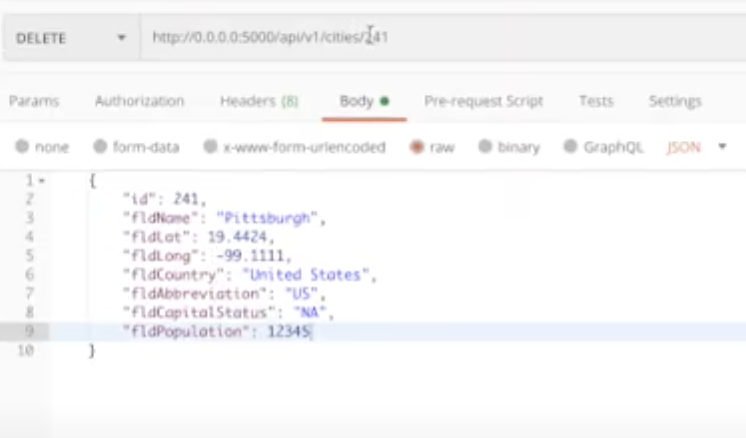 DELETE http://0.0.0.0:5000/api/v1/cities/241
Params Authorization Headers (8) Body Pre-request Script Tests Settings
none form-data x-www-form-urlencoded raw binary GraphQL JSON
1 {
2 "id": 241,
3 "fldName": "Pittsburgh",
4 "fldLat": 19.4424,
5 "fldLong": -99.1111,
6 "fldCountry": "United States",
7 "fldAbbreviation": "US",
8 "fldCapitalStatus": "NA",
9 "fldPopulation": 12345
10 }